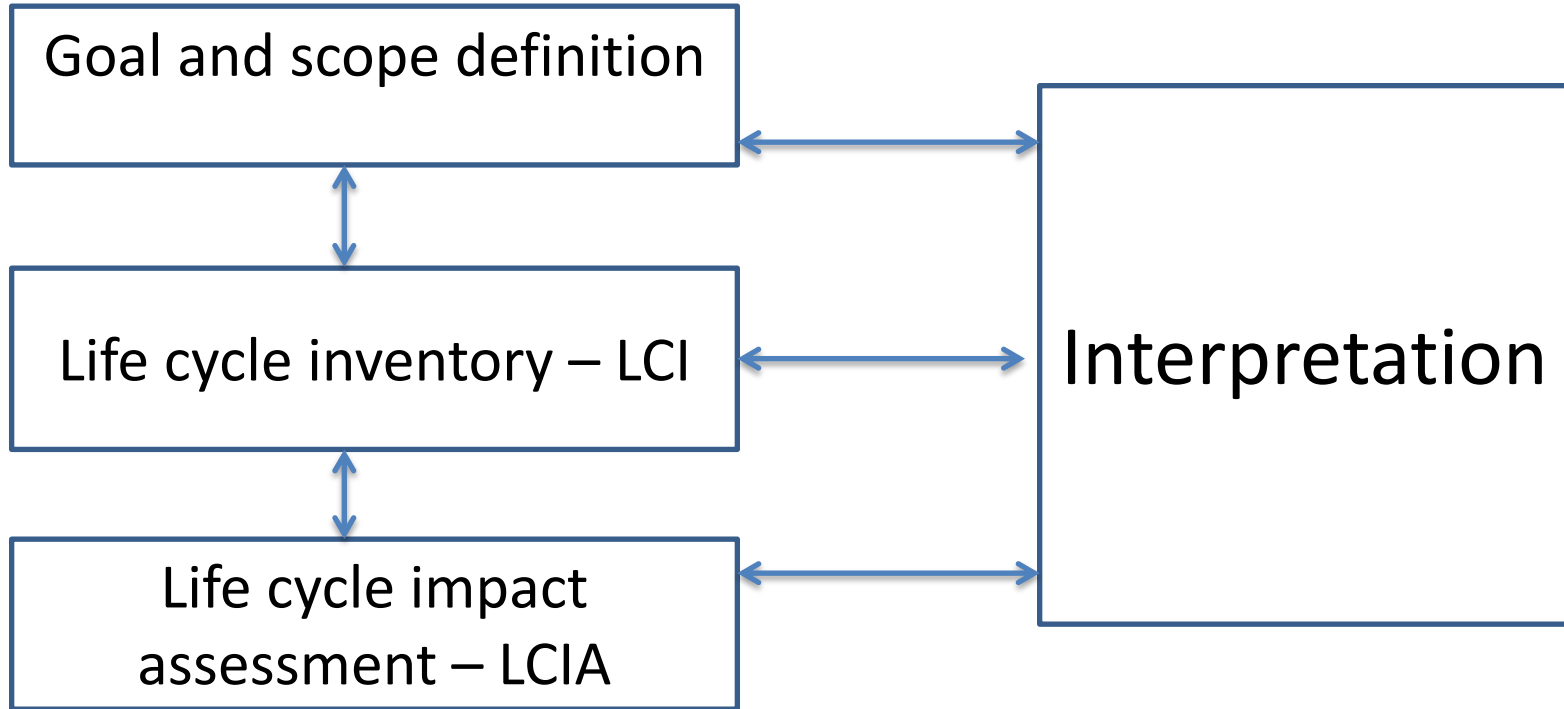 Goal and scope definition
Life cycle inventory – LCI
Life cycle impact
assessment – LCIA
Interpretation